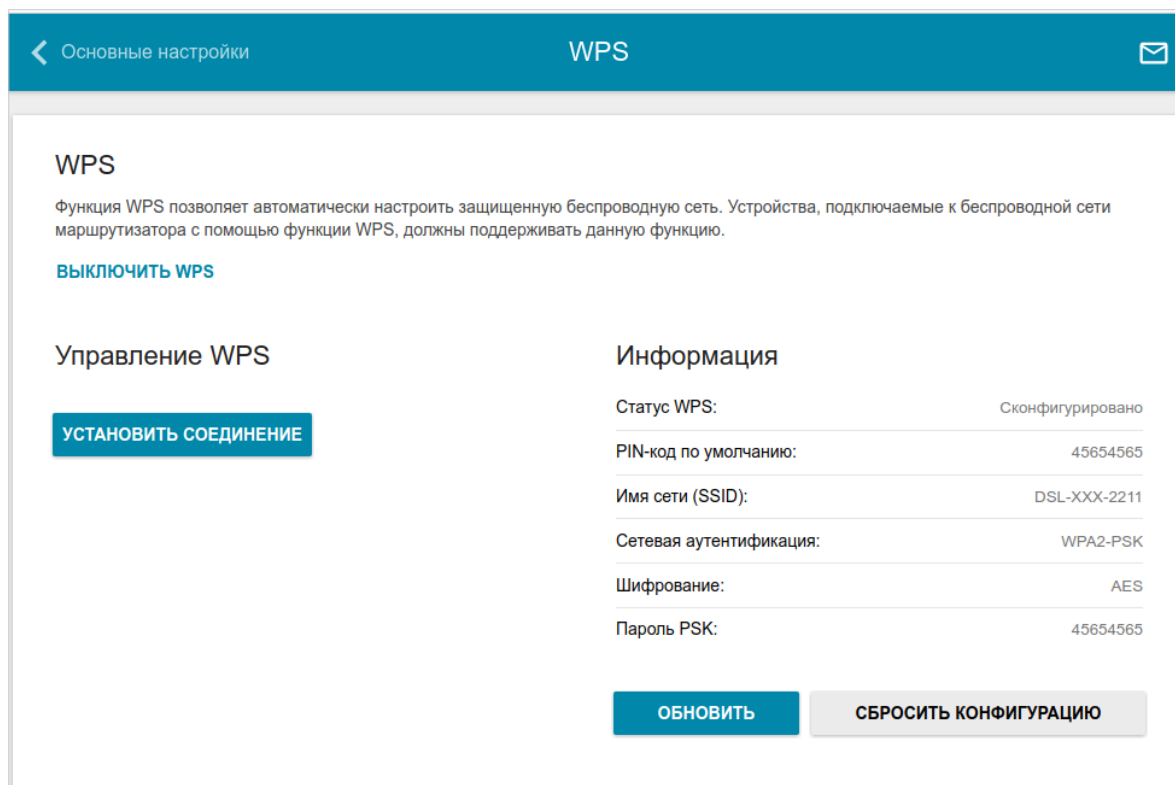 Основные настройки
WPS
WPS
Функция WPS позволяет автоматически настроить защищенную беспроводную сеть. Устройства, подключаемые к беспроводной сети
маршрутизатора с помощью функции WPS, должны поддерживать данную функцию.
ВЫКЛЮЧИТЬ WPS
Управление WPS
УСТАНОВИТЬ СОЕДИНЕНИЕ
Информация
Статус WPS: Сконфигурировано
PIN-код по умолчанию: 45654565
Имя сети (SSID): DSL-XXX-2211
Сетевая аутентификация: WPA2-PSK
Шифрование: AES
Пароль PSK: 45654565
ОБНОВИТЬ
СБРОСИТЬ КОНФИГУРАЦИЮ